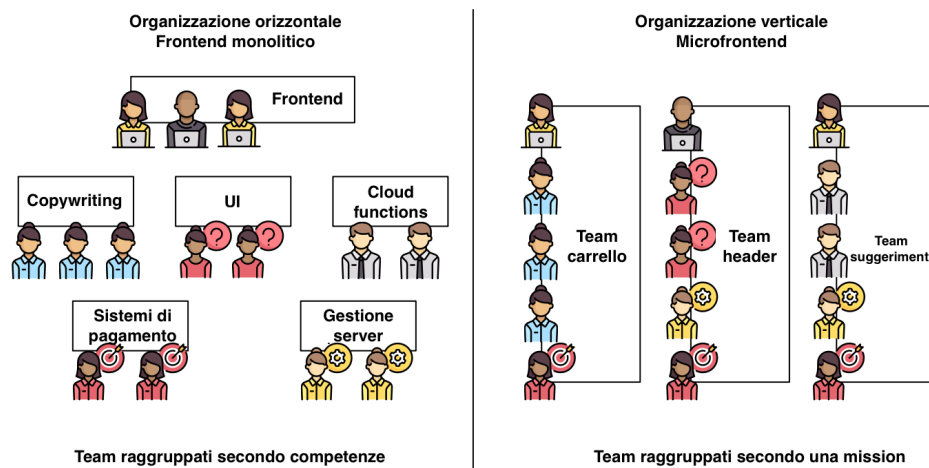 Organizzazione orizzontale
Frontend monolitico
Frontend
Copywriting
UI
?
?
Cloud
functions
Sistemi di
pagamento
Gestione
server
Team raggruppati secondo competenze
Organizzazione verticale
Microfrontend
Team
carrello
?
?
Team
header
Team
suggeriment
Team raggruppati secondo una mission